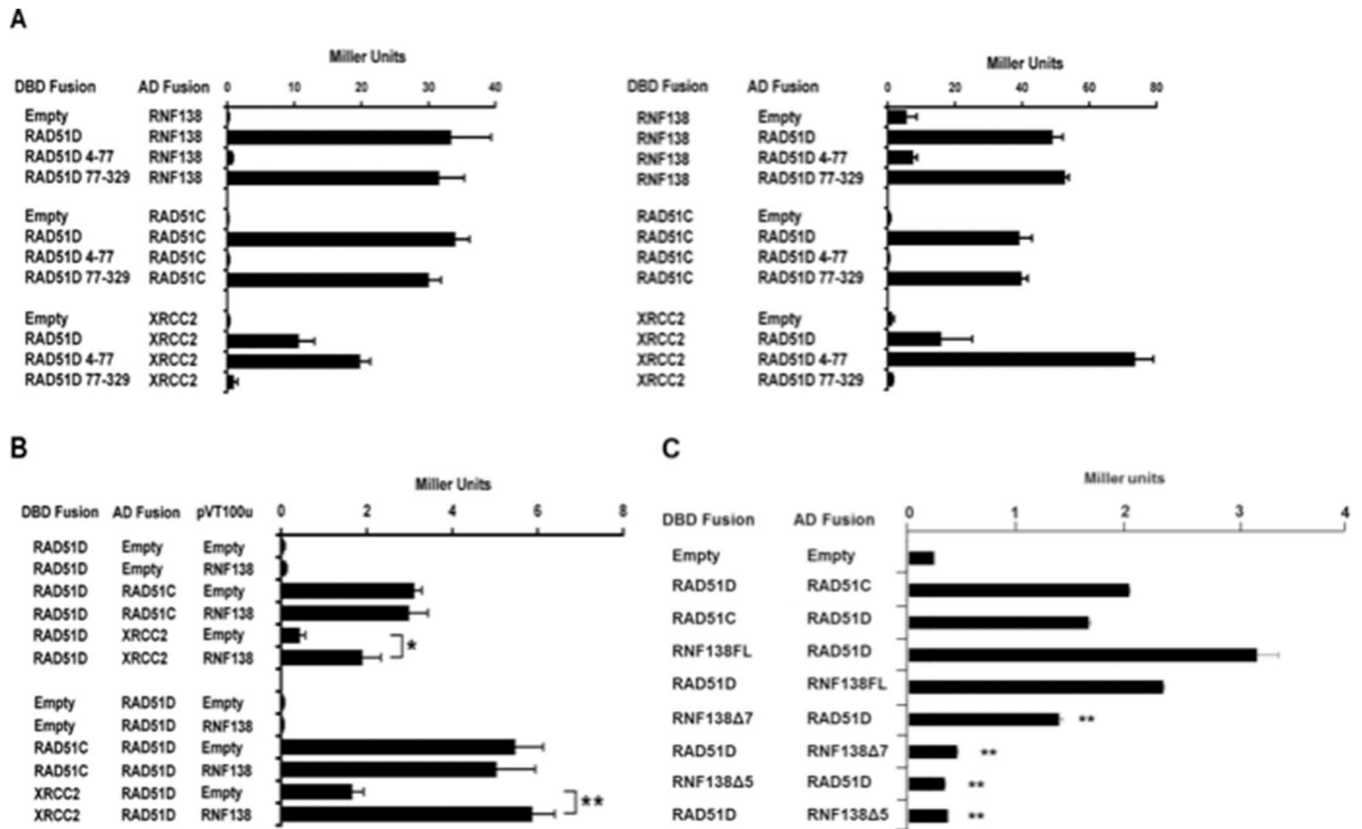 A
Miller Units
DBD Fusion AD Fusion 0 10 20 30 40
Empty RNF138
RAD51D RNF138
RAD51D 4-77 RNF138
RAD51D 77-329 RNF138
Empty RAD51C
RAD51D RAD51C
RAD51D 4-77 RAD51C
RAD51D 77-329 RAD51C
Empty XRCC2
RAD51D XRCC2
RAD51D 4-77 XRCC2
RAD51D 77-329 XRCC2
Miller Units
DBD Fusion AD Fusion 0 20 40 60 80
RNF138 Empty
RNF138 RAD51D
RNF138 RAD51D 4-77
RNF138 RAD51D 77-329
RAD51C Empty
RAD51C RAD51D
RAD51C RAD51D 4-77
RAD51C RAD51D 77-329
XRCC2 Empty
XRCC2 RAD51D
XRCC2 RAD51D 4-77
XRCC2 RAD51D 77-329
B
Miller Units
DBD Fusion AD Fusion pVT100u 0 2 4 6 8
RAD51D Empty Empty
RAD51D Empty RNF138
RAD51D RAD51C Empty
RAD51D RAD51C RNF138
RAD51D XRCC2 Empty
*
RAD51D XRCC2 RNF138
Empty RAD51D Empty
Empty RAD51D RNF138
RAD51C RAD51D Empty
RAD51C RAD51D RNF138
XRCC2 RAD51D Empty
**
XRCC2 RAD51D RNF138
C
Miller units
DBD Fusion AD Fusion 0 1 2 3 4
Empty Empty
RAD51D RAD51C
RAD51C RAD51D
RNF138FL RAD51D
RAD51D RNF138FL
RNF138Δ7 RAD51D **
RAD51D RNF138Δ7 **
RNF138Δ5 RAD51D **
RAD51D RNF138Δ5 **